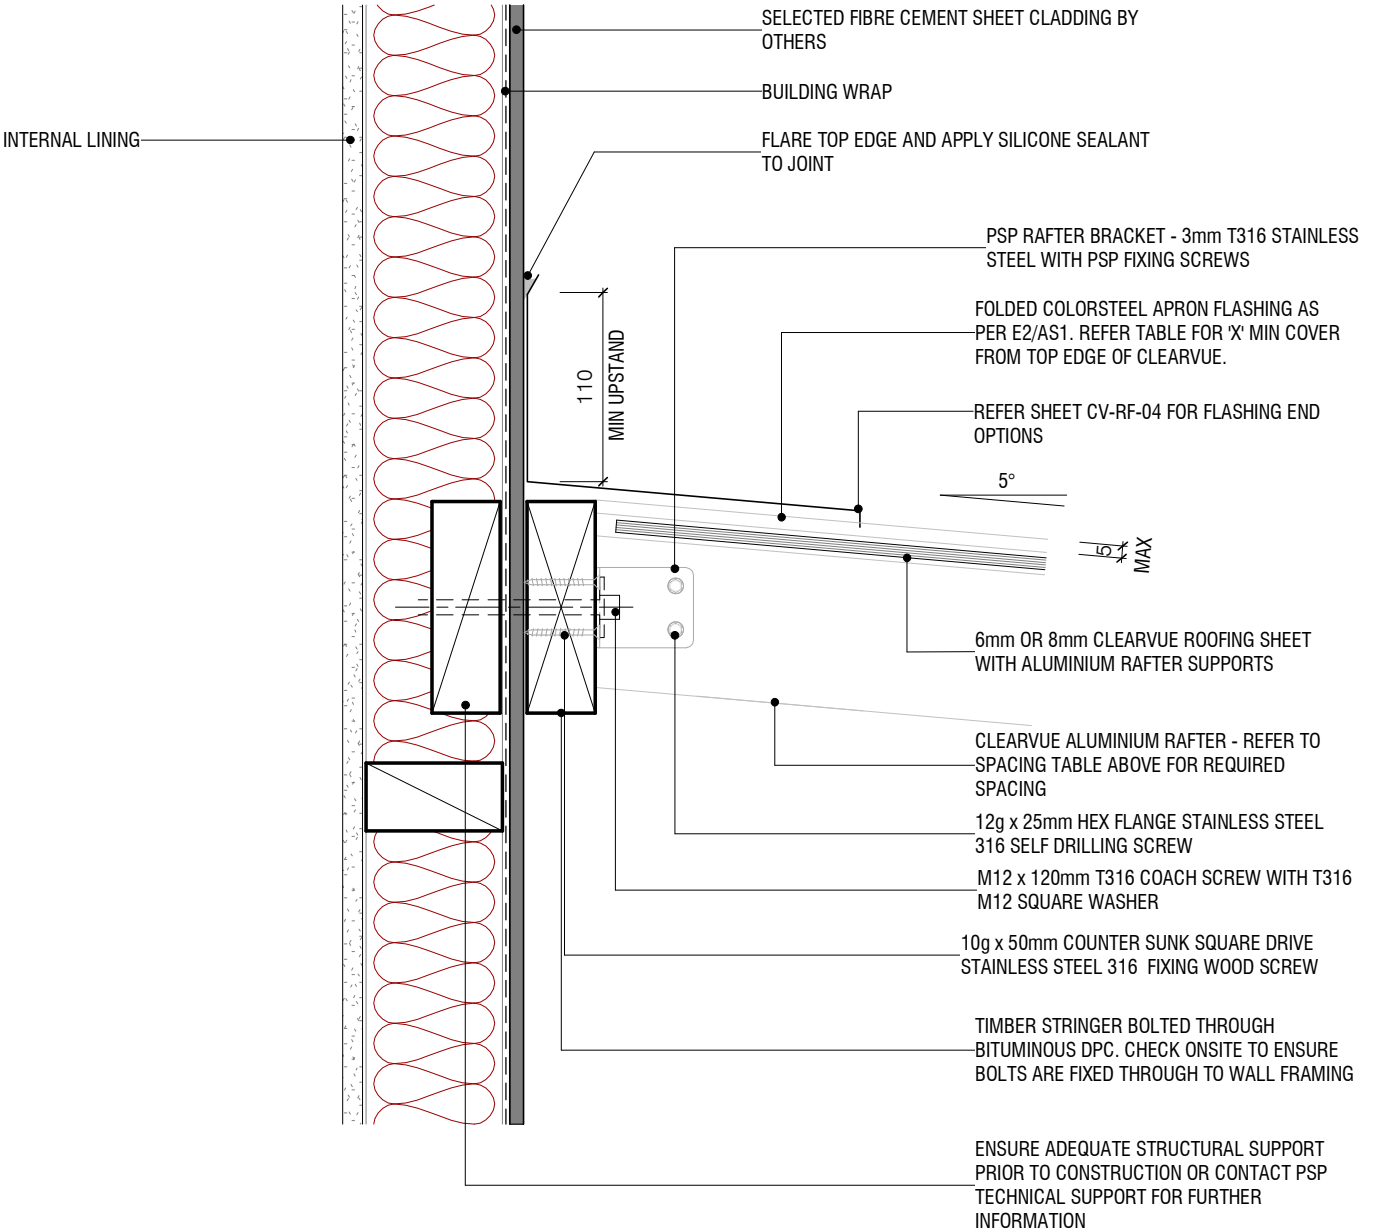 SELECTED FIBRE CEMENT SHEET CLADDING BY
OTHERS
BUILDING WRAP
INTERNAL LINING
FLARE TOP EDGE AND APPLY SILICONE SEALANT
TO JOINT
PSP RAFTER BRACKET - 3mm T316 STAINLESS
STEEL WITH PSP FIXING SCREWS
FOLDED COLORSTEEL APRON FLASHING AS
PER E2/AS1. REFER TABLE FOR 'X' MIN COVER
FROM TOP EDGE OF CLEARVUE.
110
MIN UPSTAND
REFER SHEET CV-RF-04 FOR FLASHING END
OPTIONS
5°
5
MAX
6mm OR 8mm CLEARVUE ROOFING SHEET
WITH ALUMINIUM RAFTER SUPPORTS
CLEARVUE ALUMINIUM RAFTER - REFER TO
SPACING TABLE ABOVE FOR REQUIRED
SPACING
12g x 25mm HEX FLANGE STAINLESS STEEL
316 SELF DRILLING SCREW
M12 x 120mm T316 COACH SCREW WITH T316
M12 SQUARE WASHER
10g x 50mm COUNTER SUNK SQUARE DRIVE
STAINLESS STEEL 316 FIXING WOOD SCREW
TIMBER STRINGER BOLTED THROUGH
BITUMINOUS DPC. CHECK ONSITE TO ENSURE
BOLTS ARE FIXED THROUGH TO WALL FRAMING
ENSURE ADEQUATE STRUCTURAL SUPPORT
PRIOR TO CONSTRUCTION OR CONTACT PSP
TECHNICAL SUPPORT FOR FURTHER
INFORMATION